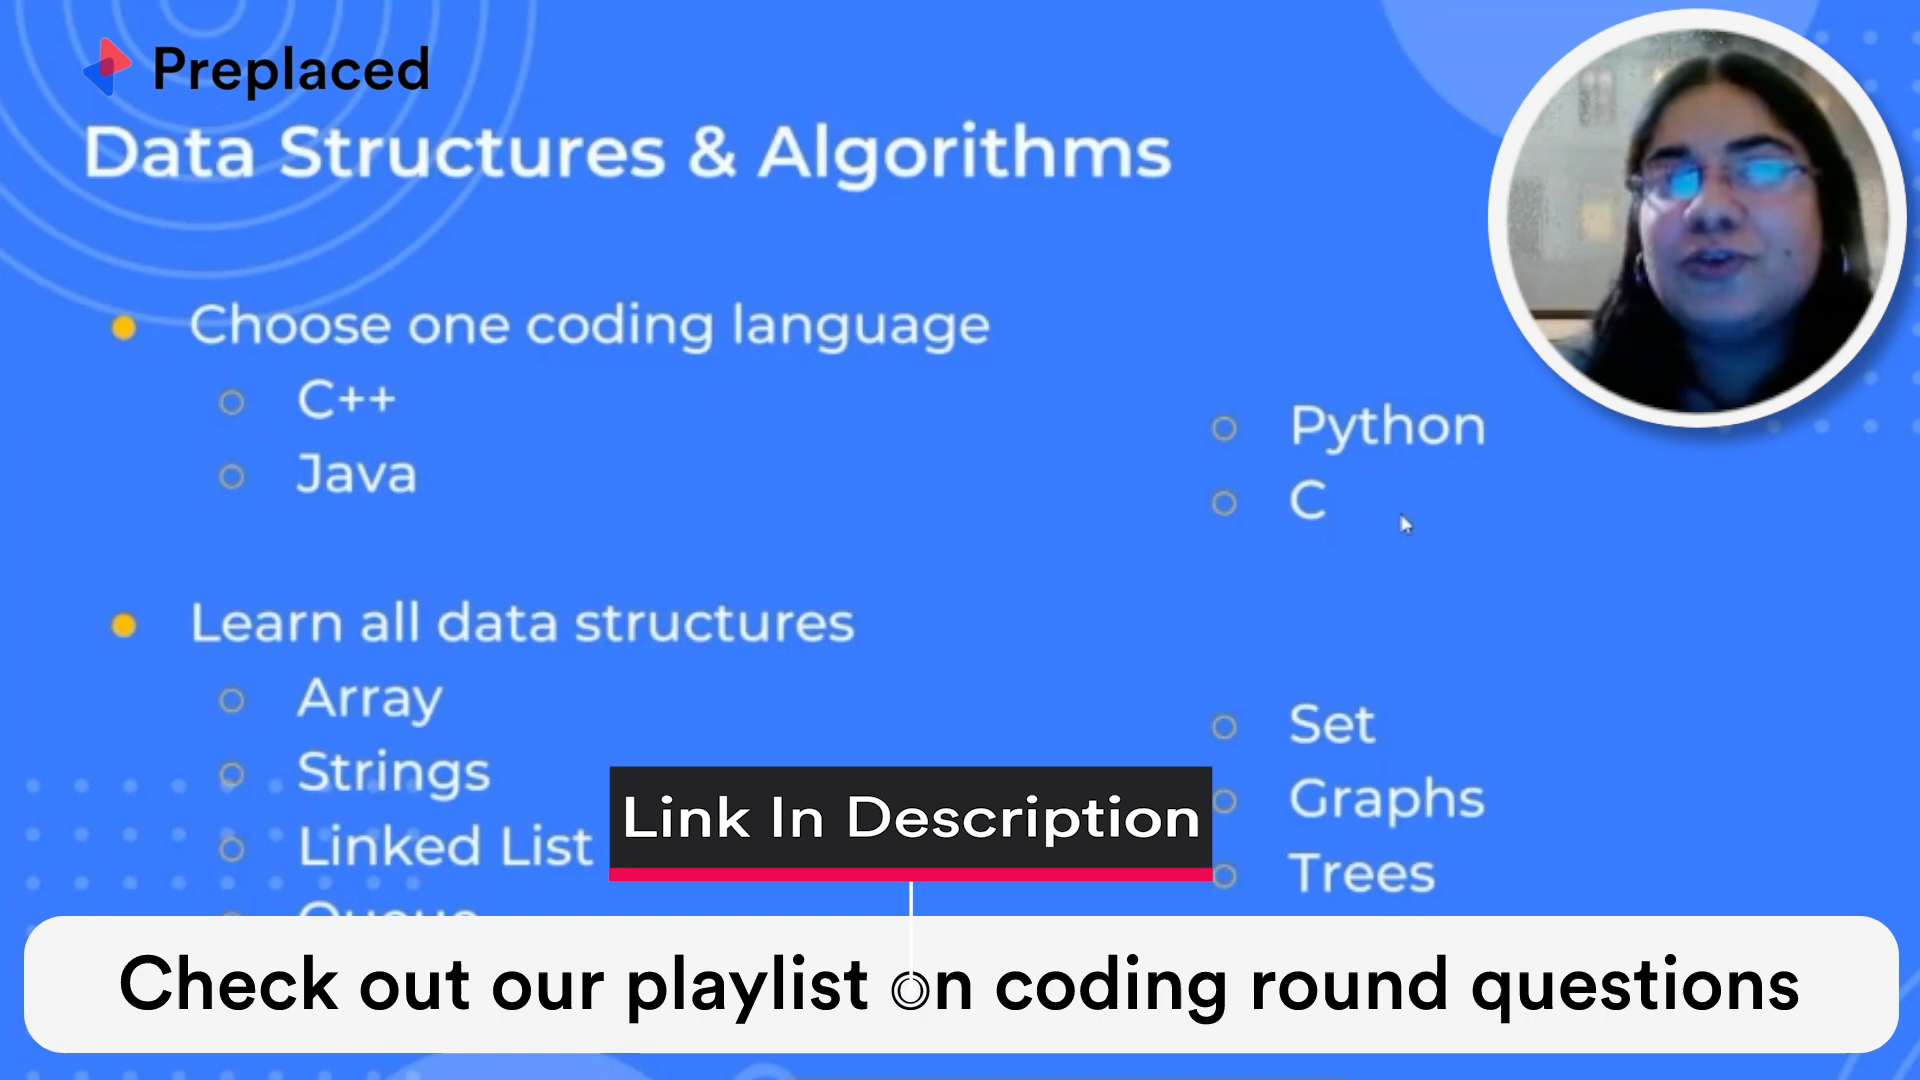 Preplaced
Data Structures & Algorithms
Choose one coding language
C++
Java
Python
C
Learn all data structures
Array
Strings
Linked List
Queue
Set
Graphs
Trees
Link In Description
Check out our playlist on coding round questions